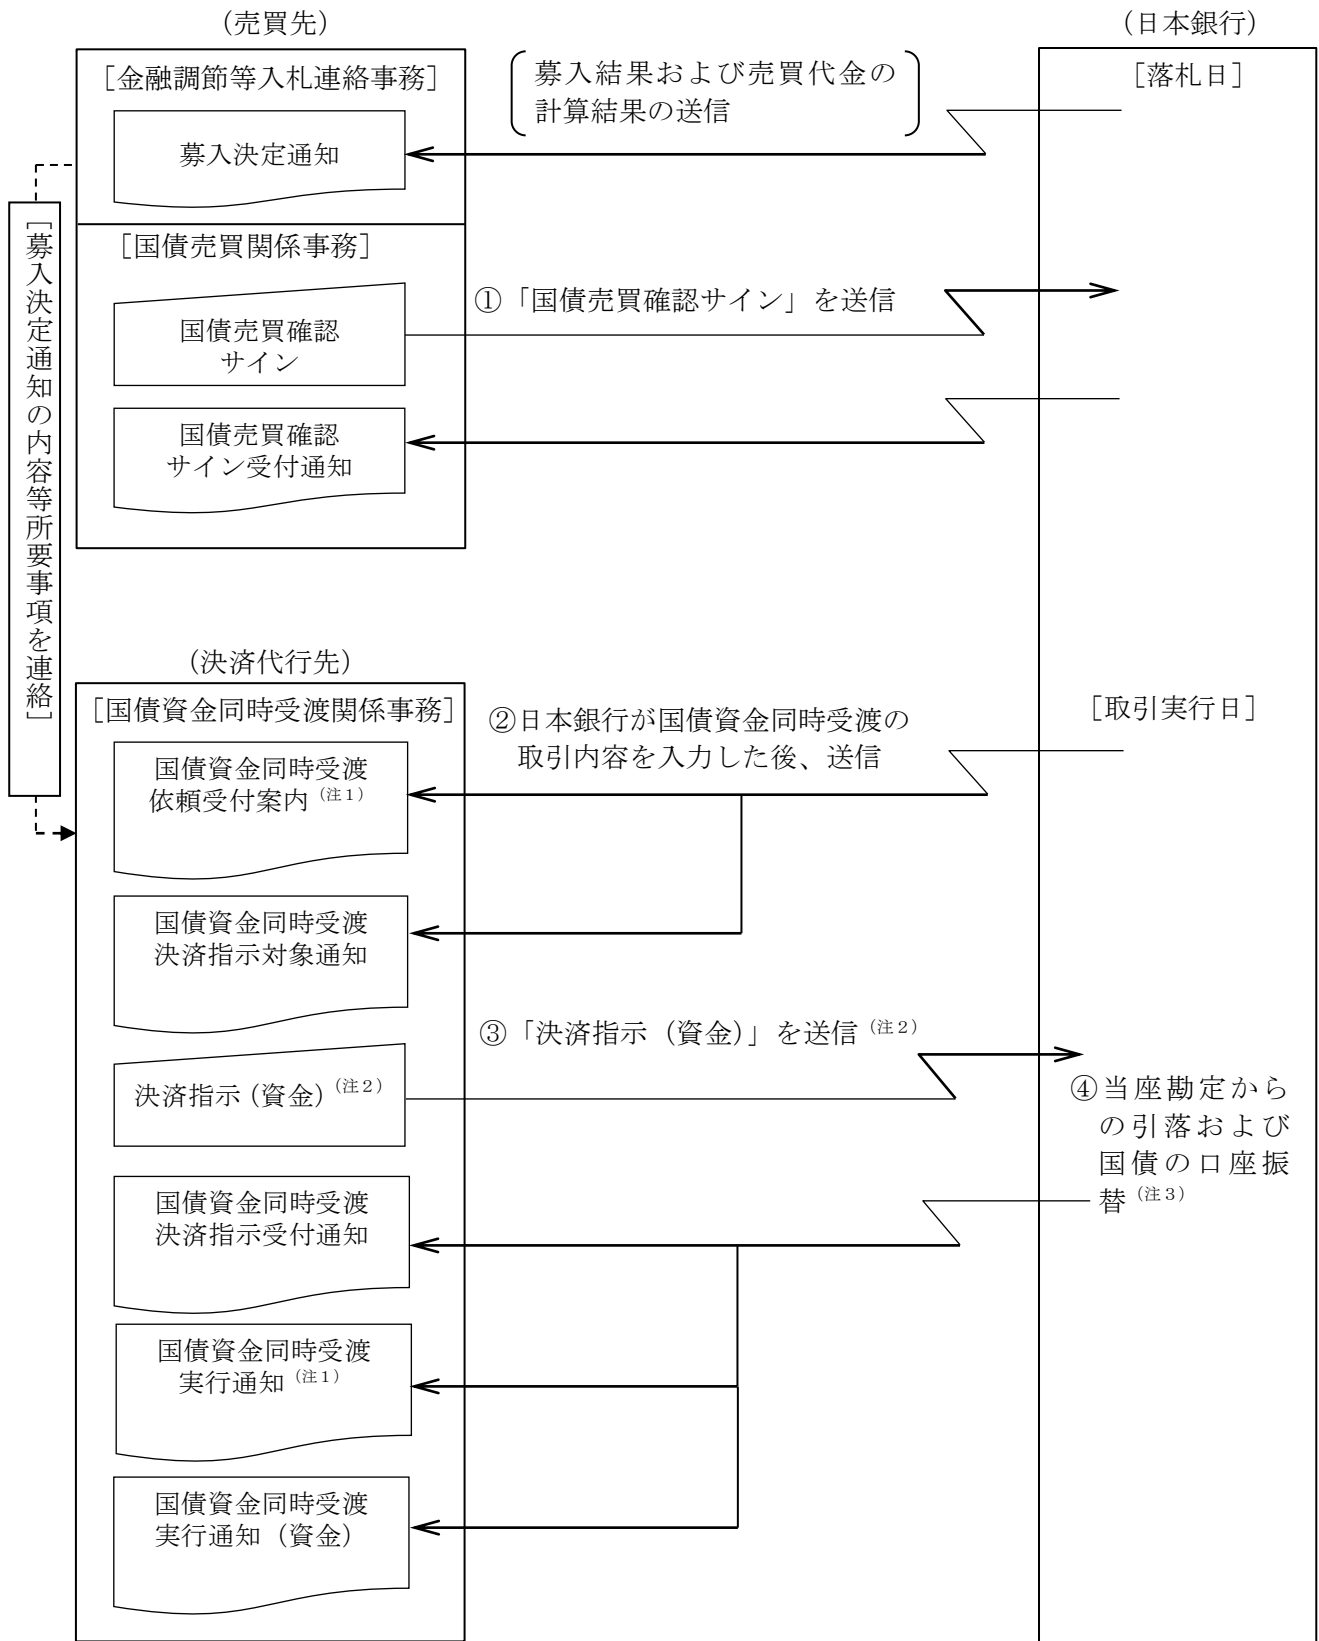 (売買先)
(日本銀行)
［金融調節等入札連絡事務］
募入結果および売買代金の
計算結果の送信
［落札日］
募入決定通知
［募入決定通知の内容等所要事項を連絡］
［国債売買関係事務］
①「国債売買確認サイン」を送信
国債売買確認
サイン
国債売買確認
サイン受付通知
(決済代行先)
［国債資金同時受渡関係事務］
②日本銀行が国債資金同時受渡の
取引内容を入力した後、送信
［取引実行日］
国債資金同時受渡
依頼受付案内（注１）
国債資金同時受渡
決済指示対象通知
③「決済指示（資金）」を送信（注２）
決済指示（資金）（注２）
④当座勘定から
の引落および
国債の口座振
替（注３）
国債資金同時受渡
決済指示受付通知
国債資金同時受渡
実行通知（注１）
国債資金同時受渡
実行通知（資金）